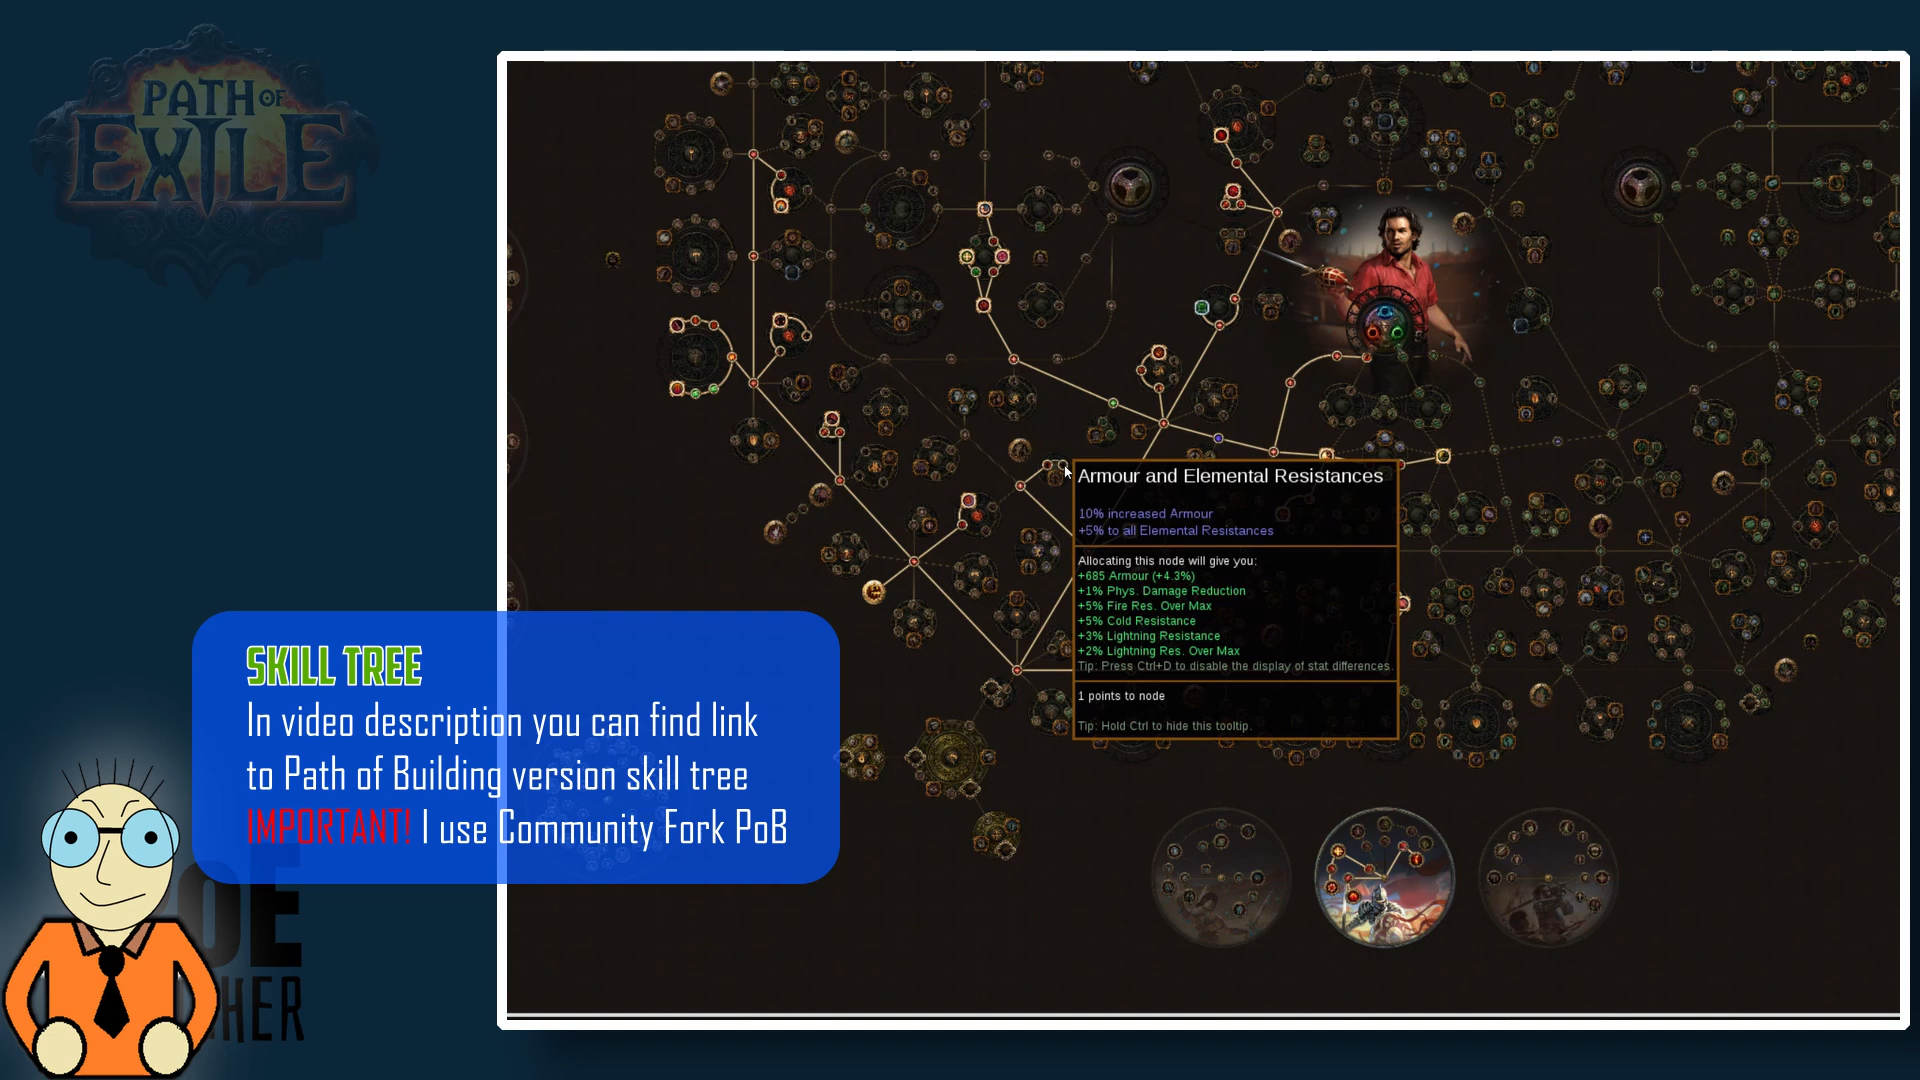 PATH OF
EXILE
Armour and Elemental Resistances
10% increased Armour
+5% to all Elemental Resistances
Allocating this node will give you:
+685 Armour (+4.3%)
+1% Phys. Damage Reduction
+5% Fire Res. Over Max
+5% Cold Resistance
+3% Lightning Resistance
+2% Lightning Res. Over Max
Tip: Press Ctrl+D to disable the display of stat differences.
1 points to node
Tip: Hold Ctrl to hide this tooltip.
SKILL TREE
In video description you can find link
to Path of Building version skill tree
IMPORTANT! I use Community Fork PoB